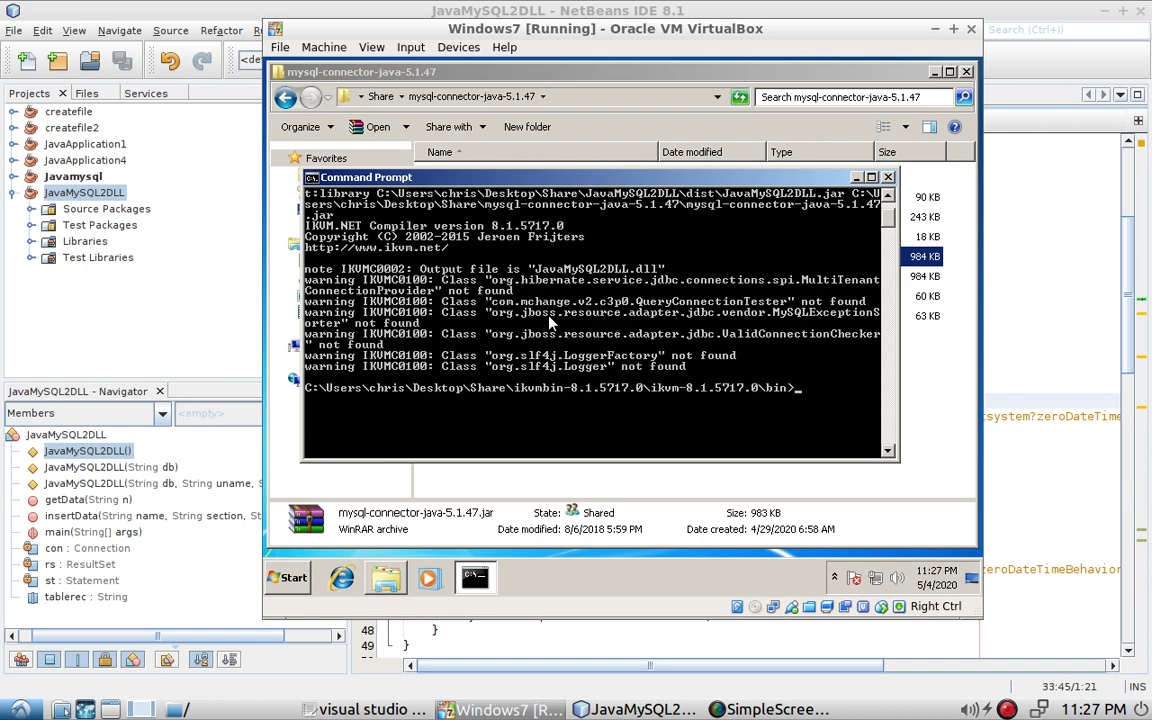 JavaMySQL2DLL - NetBeans IDE 8.1
File Edit View Navigate Source Refactor
Search (Ctrl+I)
Windows7 [Running] - Oracle VM VirtualBox
File Machine View Input Devices Help
<de
Projects Files Services
createfile
createfile2
JavaApplication1
JavaApplication4
Javamysql
JavaMySQL2DLL
Source Packages
Test Packages
Libraries
Test Libraries
mysql-connector-java-5.1.47
Share mysql-connector-java-5.1.47
Search mysql-connector-java-5.1.47
Organize Open Share with New folder
Favorites
Name Date modified Type Size
90 KB
243 KB
18 KB
984 KB
984 KB
60 KB
63 KB
Command Prompt
t:library C:\Users\chris\Desktop\Share\JavaMySQL2DLL\dist\JavaMySQL2DLL.jar C:\U
sers\chris\Desktop\Share\mysql-connector-java-5.1.47\mysql-connector-java-5.1.47
.jar
IKVM.NET Compiler version 8.1.5717.0
Copyright (C) 2002-2015 Jeroen Frijters
http://www.ikvm.net/
note IKVMC0002: Output file is "JavaMySQL2DLL.dll"
warning IKVMC0100: Class "org.hibernate.service.jdbc.connections.spi.MultiTenant
ConnectionProvider" not found
warning IKVMC0100: Class "com.mchange.v2.c3p0.QueryConnectionTester" not found
warning IKVMC0100: Class "org.jboss.resource.adapter.jdbc.vendor.MySQLExceptionS
orter" not found
warning IKVMC0100: Class "org.jboss.resource.adapter.jdbc.ValidConnectionChecker
" not found
warning IKVMC0100: Class "org.slf4j.LoggerFactory" not found
warning IKVMC0100: Class "org.slf4j.Logger" not found
C:\Users\chris\Desktop\Share\ikvmbin-8.1.5717.0\ikvm-8.1.5717.0\bin>_
JavaMySQL2DLL - Navigator
Members <empty>
JavaMySQL2DLL
JavaMySQL2DLL()
JavaMySQL2DLL(String db)
JavaMySQL2DLL(String db, String uname,
getData(String n)
insertData(String name, String section,
main(String[] args)
con : Connection
rs : ResultSet
st : Statement
tablerec : String
tsystem?zeroDateTime
zeroDateTimeBehavior
mysql-connector-java-5.1.47.jar State: Shared Size: 983 KB
WinRAR archive Date modified: 8/6/2018 5:59 PM Date created: 4/29/2020 6:58 AM
Start
11:27 PM
5/4/2020
Right Ctrl
48 }
49 }
33:45/1:21 INS
visual studio ... Windows7 [R... JavaMySQL2... SimpleScree... 11:27 PM